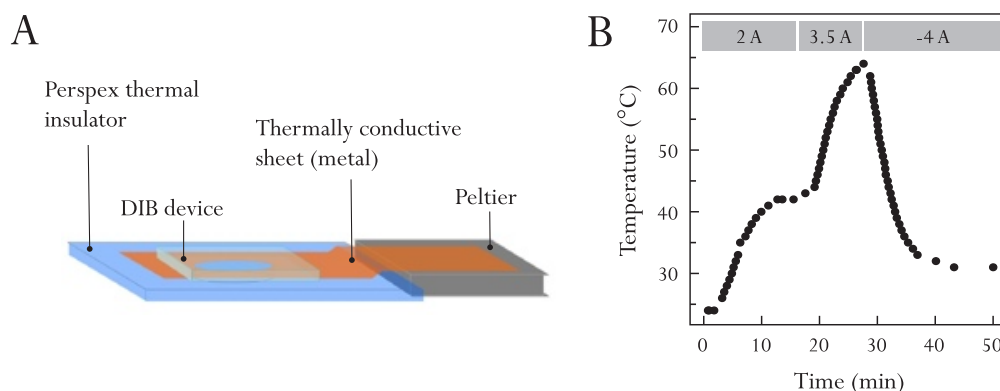 A
Perspex thermal
insulator
Thermally conductive
sheet (metal)
DIB device
Peltier
B
2 A
3.5 A
-4 A
70
60
50
40
30
Temperature (°C)
0
10
20
30
40
50
Time (min)